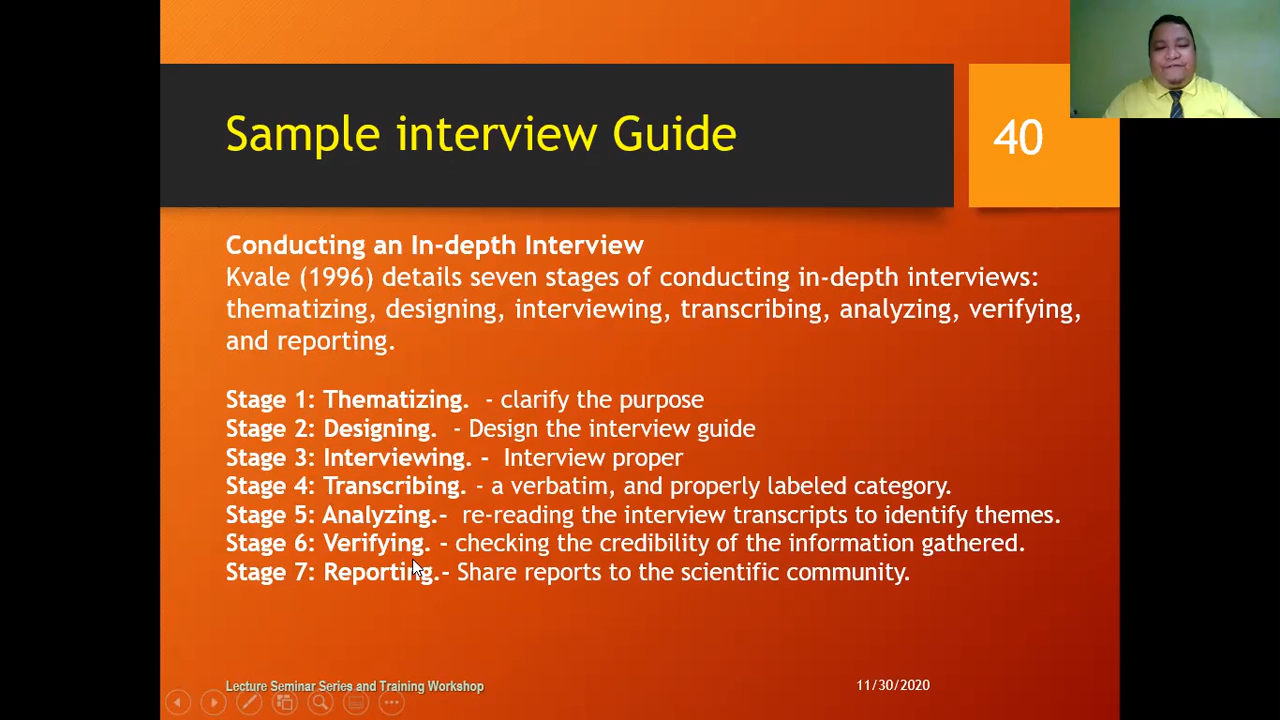 Sample interview Guide
40
Conducting an In-depth Interview
Kvale (1996) details seven stages of conducting in-depth interviews:
thematizing, designing, interviewing, transcribing, analyzing, verifying,
and reporting.
Stage 1: Thematizing.  - clarify the purpose
Stage 2: Designing.  - Design the interview guide
Stage 3: Interviewing. -  Interview proper
Stage 4: Transcribing. - a verbatim, and properly labeled category.
Stage 5: Analyzing.-  re-reading the interview transcripts to identify themes.
Stage 6: Verifying. - checking the credibility of the information gathered.
Stage 7: Reporting.- Share reports to the scientific community.
Lecture Seminar Series and Training Workshop
11/30/2020